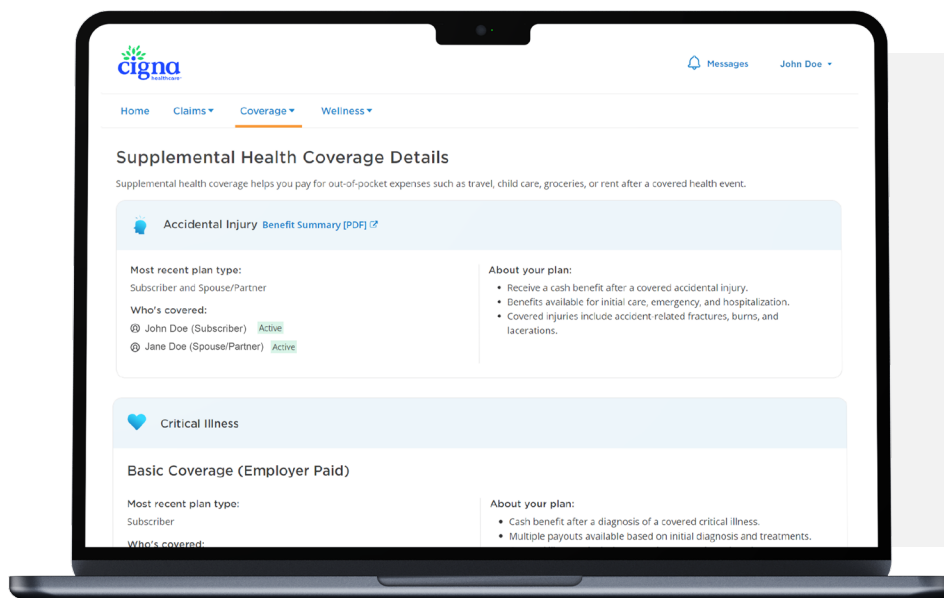 cigna
healthcare
Messages
John Doe
Home
Claims
Coverage
Wellness
Supplemental Health Coverage Details
Supplemental health coverage helps you pay for out-of-pocket expenses such as travel, child care, groceries, or rent after a covered health event.
Accidental Injury Benefit Summary [PDF]
Most recent plan type:
Subscriber and Spouse/Partner
Who's covered:
John Doe (Subscriber) Active
Jane Doe (Spouse/Partner) Active
About your plan:
• Receive a cash benefit after a covered accidental injury.
• Benefits available for initial care, emergency, and hospitalization.
• Covered injuries include accident-related fractures, burns, and
lacerations.
Critical Illness
Basic Coverage (Employer Paid)
Most recent plan type:
Subscriber
Who's covered:
About your plan:
• Cash benefit after a diagnosis of a covered critical illness.
• Multiple payouts available based on initial diagnosis and treatments.